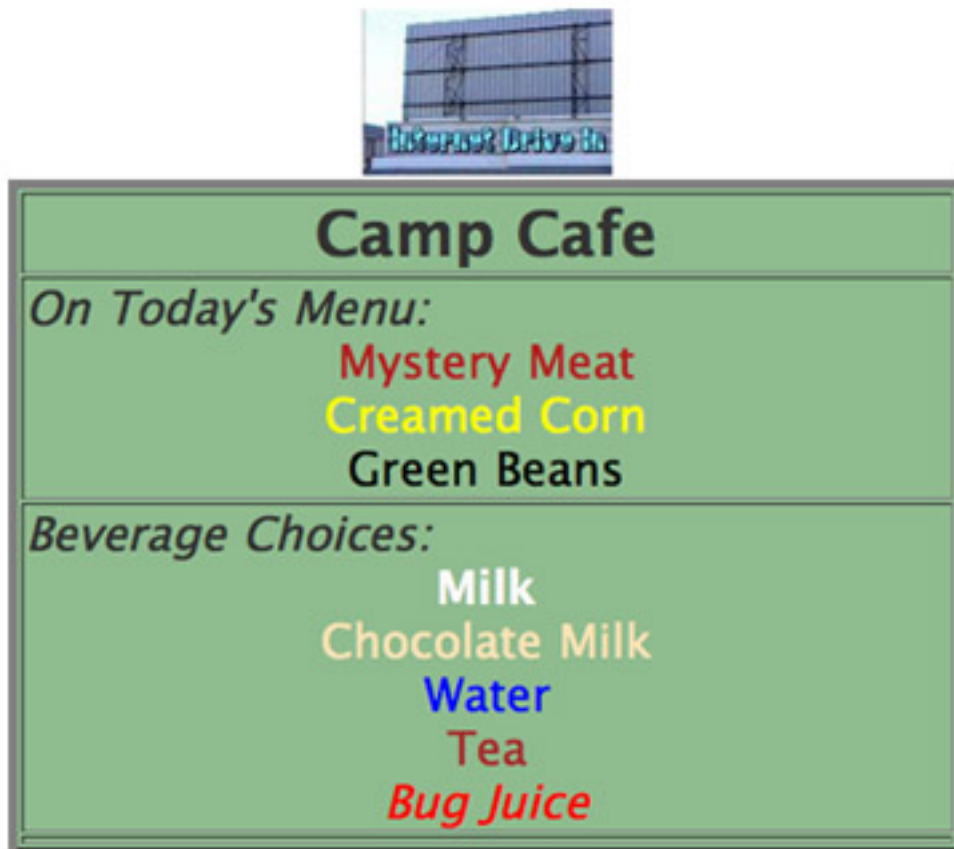 Internet Drive In
Camp Cafe
On Today's Menu:
Mystery Meat
Creamed Corn
Green Beans
Beverage Choices:
Milk
Chocolate Milk
Water
Tea
Bug Juice